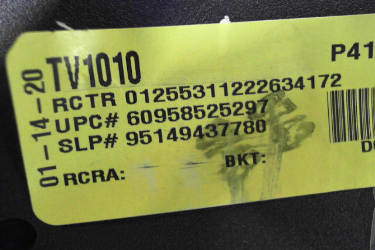 01-14-20
TV1010
P41
RCTR 01255311222634172
UPC# 60958525297
SLP# 95149437780
RCRA:
BKT: